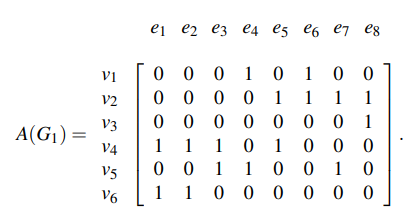 e1 e2 e3 e4 e5 e6 e7 e8
v1 0 0 0 1 0 1 0 0
v2 0 0 0 0 1 1 1 1
v3 0 0 0 0 0 0 0 1
A(G1) = v4 1 1 1 0 1 0 0 0 .
v5 0 0 1 1 0 0 1 0
v6 1 1 0 0 0 0 0 0